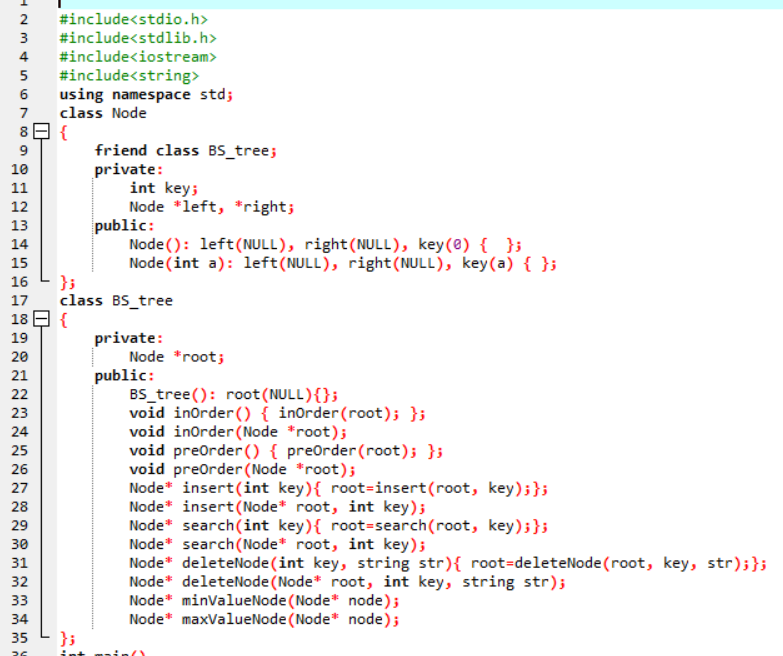 1
2 #include<stdio.h>
3 #include<stdlib.h>
4 #include<iostream>
5 #include<string>
6 using namespace std;
7 class Node
8 {
9 friend class BS_tree;
10 private:
11 int key;
12 Node *left, *right;
13 public:
14 Node(): left(NULL), right(NULL), key(0) {  };
15 Node(int a): left(NULL), right(NULL), key(a) { };
16 };
17 class BS_tree
18 {
19 private:
20 Node *root;
21 public:
22 BS_tree(): root(NULL){};
23 void inOrder() { inOrder(root); };
24 void inOrder(Node *root);
25 void preOrder() { preOrder(root); };
26 void preOrder(Node *root);
27 Node* insert(int key){ root=insert(root, key);};
28 Node* insert(Node* root, int key);
29 Node* search(int key){ root=search(root, key);};
30 Node* search(Node* root, int key);
31 Node* deleteNode(int key, string str){ root=deleteNode(root, key, str);};
32 Node* deleteNode(Node* root, int key, string str);
33 Node* minValueNode(Node* node);
34 Node* maxValueNode(Node* node);
35 };
36 int main()